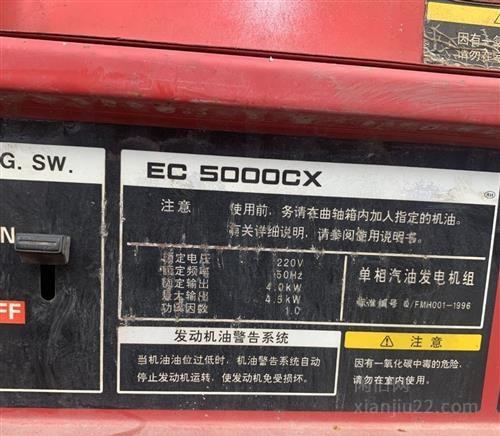 因有一氧
请勿在室
G. SW.
EC 5000CX
注意 使用前，务请在曲轴箱内加入指定的机油。
有关详细说明，请参阅使用说明书。
N
额定电压 220V
额定频率 50Hz
额定输出 4.0kW
最大输出 4.5kW
功率因数 1.0
单相汽油发电机组
标准编号 Q/FMH001-1996
FF
发动机油警告系统
当机油油位过低时，机油警告系统自动
停止发动机运转，使发动机免受损坏。
注意
因有一氧化碳中毒的危险，
请勿在室内使用。
xianjiu22.com